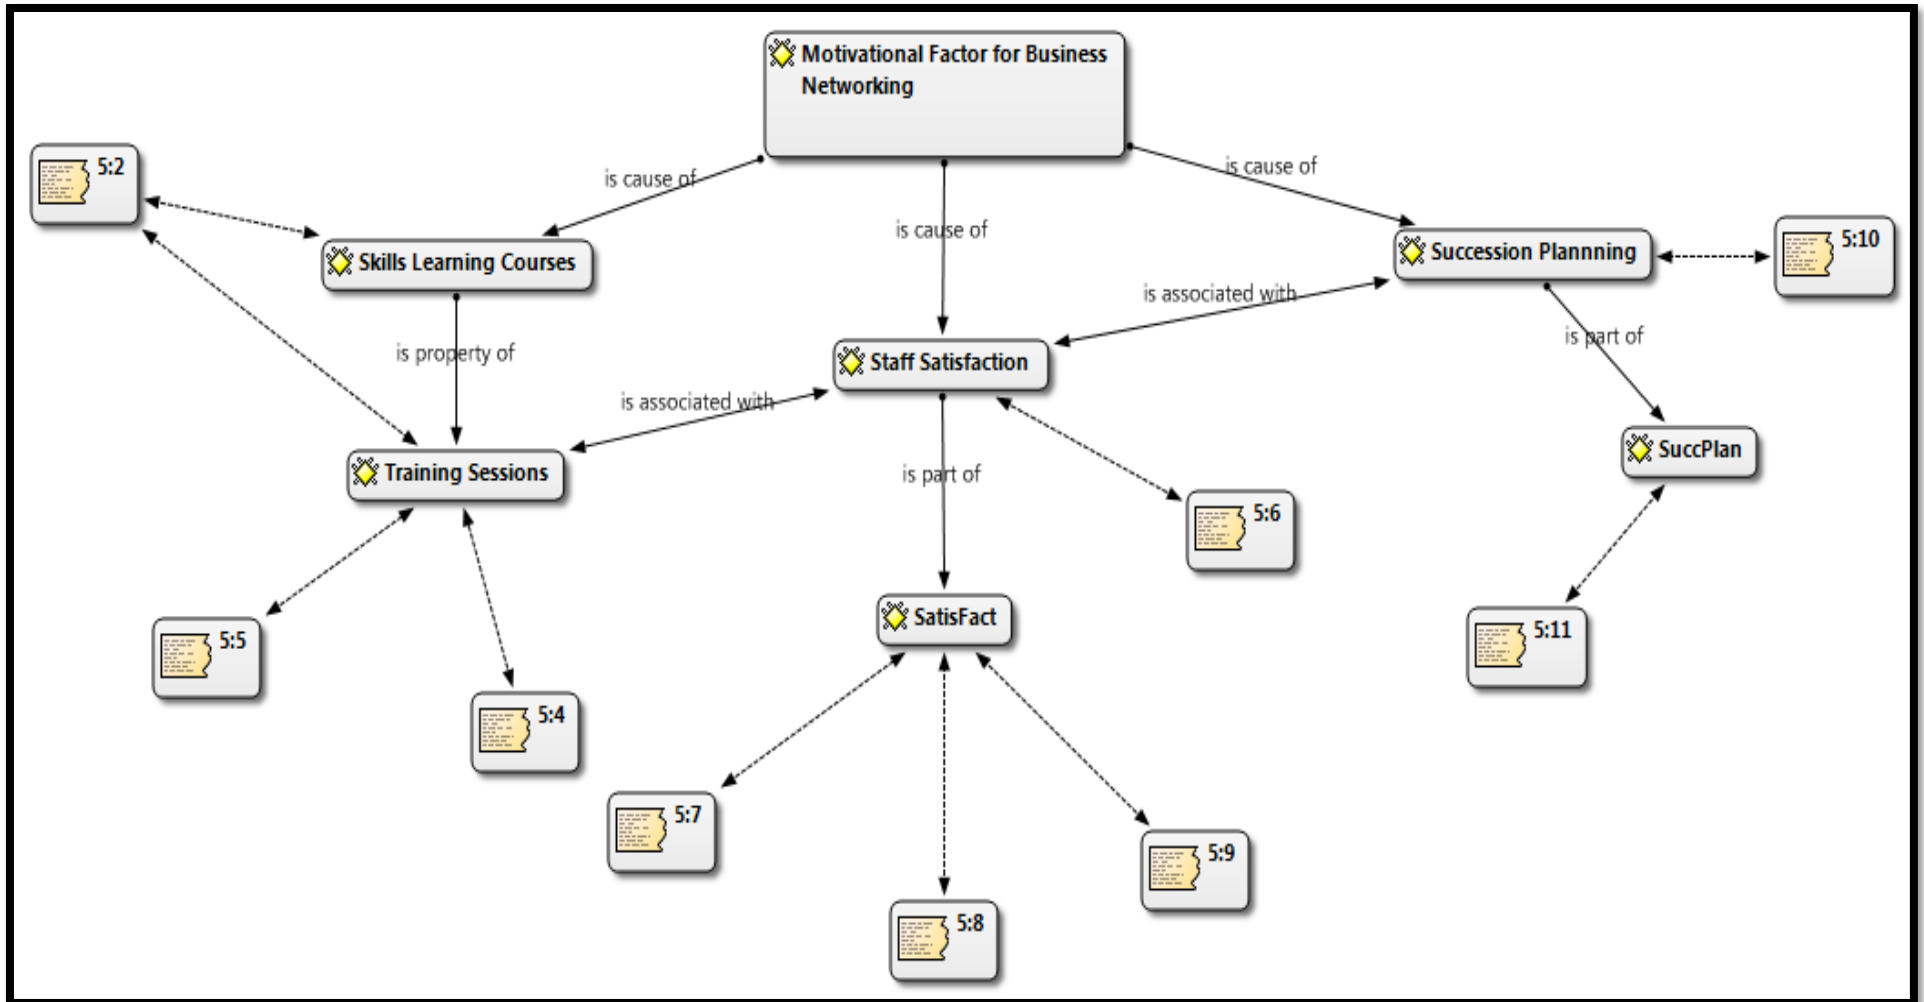 Motivational Factor for Business
Networking
5:2
is cause of
is cause of
is cause of
Skills Learning Courses
Succession Plannning
5:10
is associated with
is property of
Staff Satisfaction
is part of
is associated with
Training Sessions
is part of
SuccPlan
5:6
5:5
SatisFact
5:11
5:4
5:7
5:9
5:8